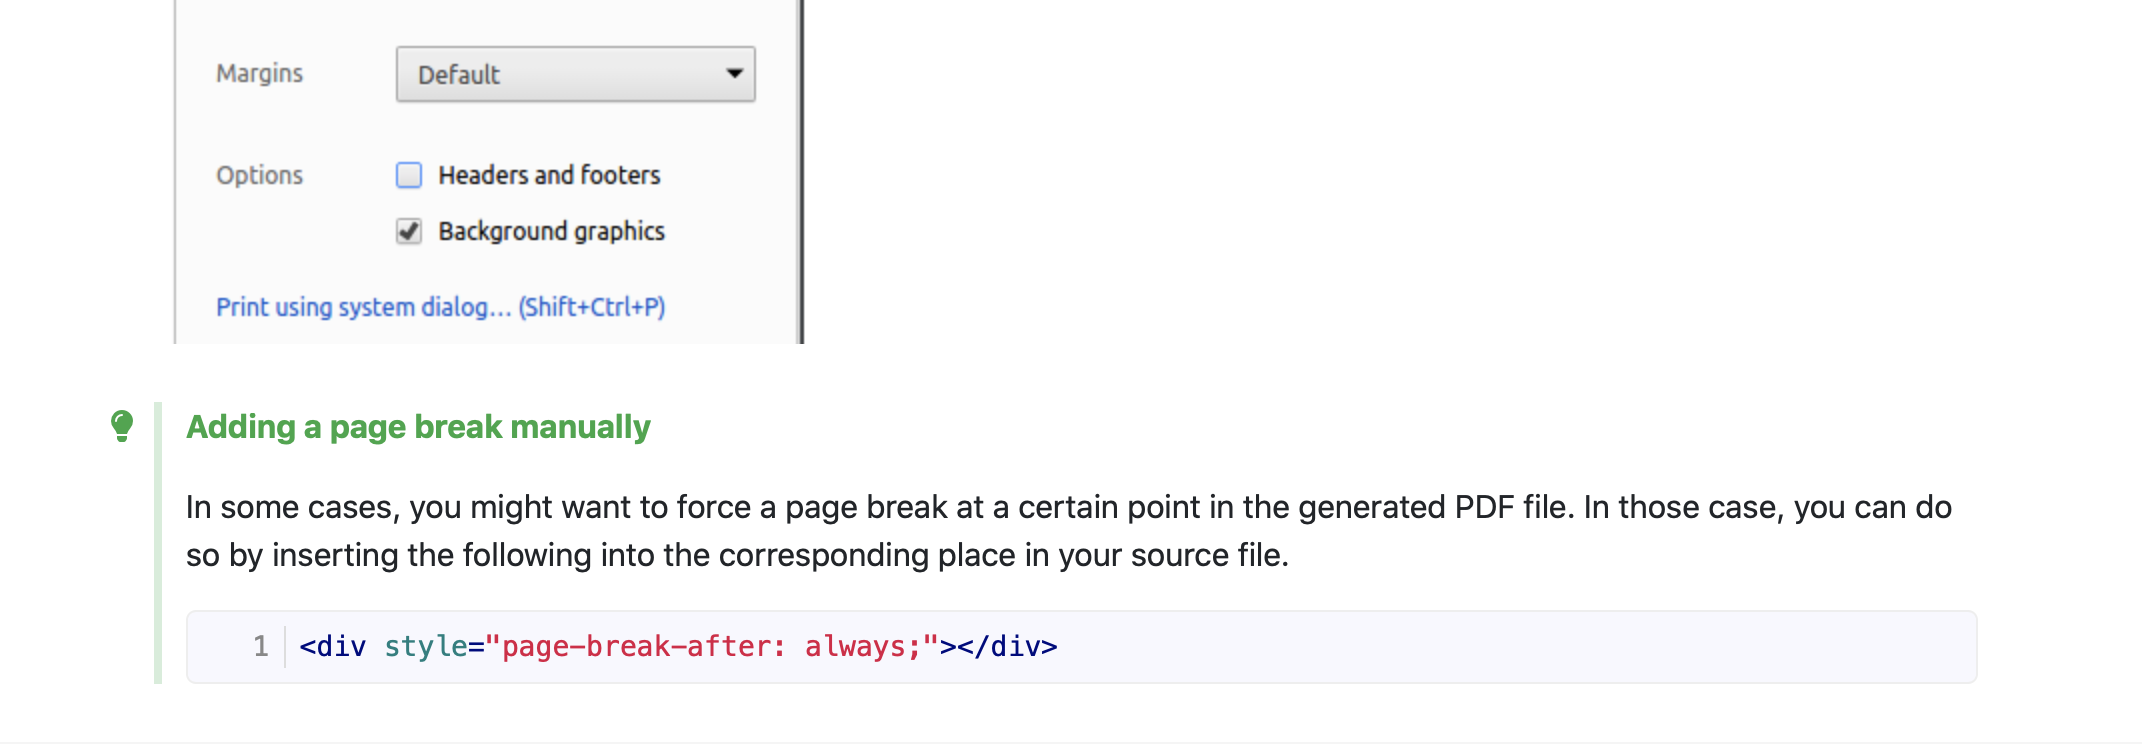 Margins Default
Options Headers and footers
Background graphics
Print using system dialog... (Shift+Ctrl+P)
Adding a page break manually
In some cases, you might want to force a page break at a certain point in the generated PDF file. In those case, you can do
so by inserting the following into the corresponding place in your source file.
1 <div style="page-break-after: always;"></div>